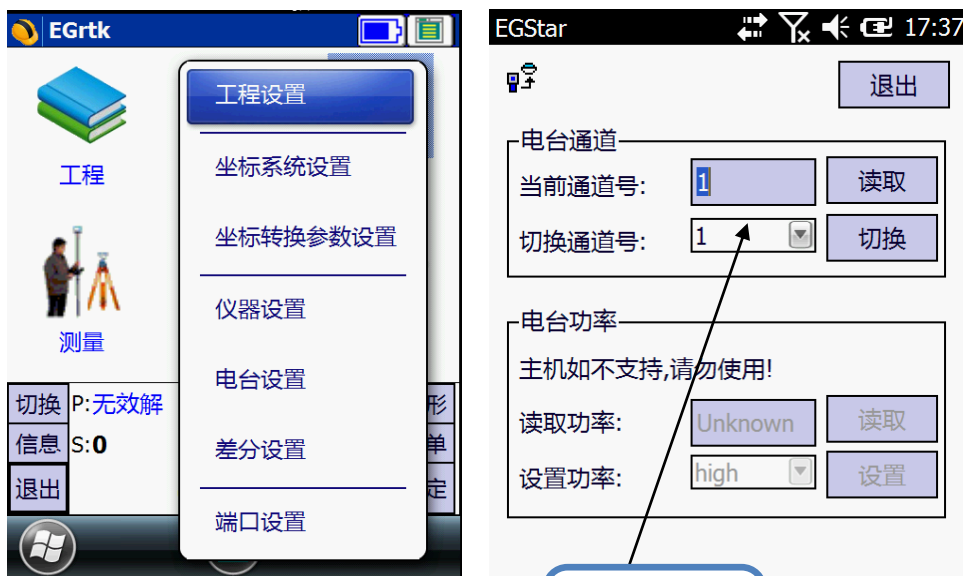 EGrtk
工程
测量
切换 P:无效解
信息 S:0
退出
形
单
定
工程设置
坐标系统设置
坐标转换参数设置
仪器设置
电台设置
差分设置
端口设置
EGStar 17:37
退出
电台通道
当前通道号: 1 读取
切换通道号: 1 切换
电台功率
主机如不支持,请勿使用!
读取功率: Unknown 读取
设置功率: high 设置